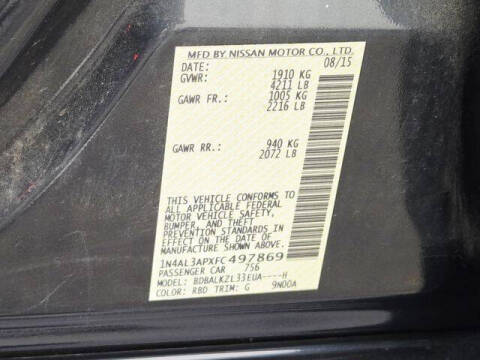 MFD BY NISSAN MOTOR CO., LTD.
DATE: 08/15
GVWR: 1910 KG
4211 LB
GAWR FR.: 1005 KG
2216 LB
GAWR RR.: 940 KG
2072 LB
THIS VEHICLE CONFORMS TO
ALL APPLICABLE FEDERAL
MOTOR VEHICLE SAFETY,
BUMPER, AND THEFT
PREVENTION STANDARDS IN
EFFECT ON THE DATE OF
MANUFACTURE SHOWN ABOVE.
1N4AL3APXFC497869
PASSENGER CAR 756
MODEL: BDBALKZL33EUA----H
COLOR: RBD TRIM: G 9N00A